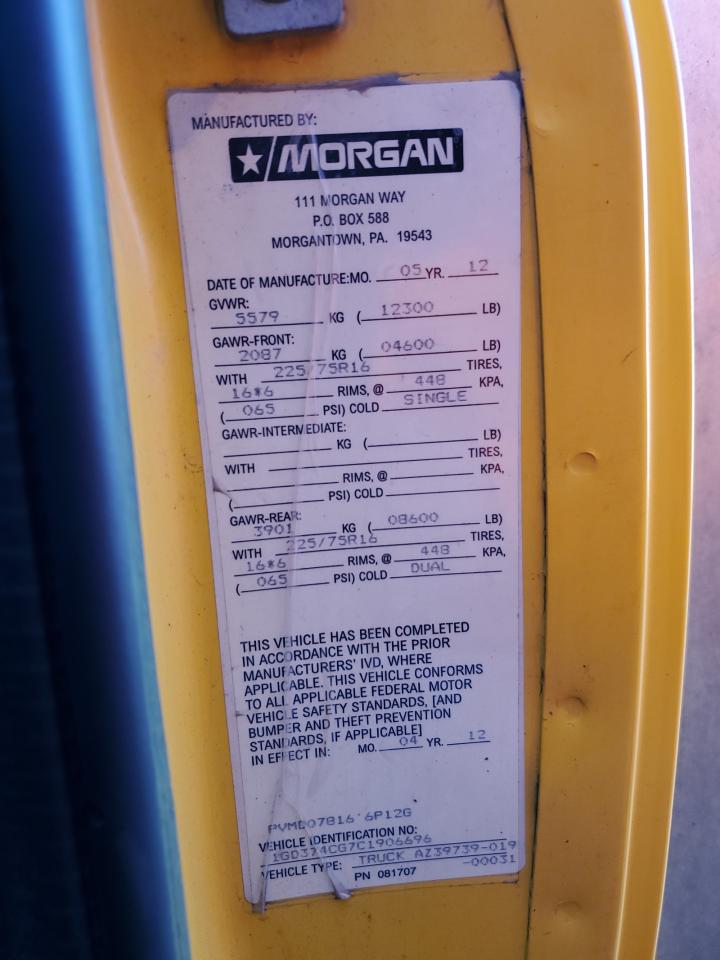 MANUFACTURED BY:
MORGAN
111 MORGAN WAY
P.O. BOX 588
MORGANTOWN, PA. 19543
DATE OF MANUFACTURE:MO. 05 YR. 12
GVWR:
5579 KG ( 12300 LB)
GAWR-FRONT:
2087 KG ( 04600 LB)
WITH 225/75R16 TIRES,
16*6 RIMS, @ 448 KPA,
( 065 PSI) COLD SINGLE
GAWR-INTERMEDIATE:
KG ( LB)
WITH TIRES,
RIMS, @ KPA,
( PSI) COLD
GAWR-REAR:
3901 KG ( 08600 LB)
WITH 225/75R16 TIRES,
16*6 RIMS, @ 448 KPA,
( 065 PSI) COLD DUAL
THIS VEHICLE HAS BEEN COMPLETED
IN ACCORDANCE WITH THE PRIOR
MANUFACTURERS' IVD, WHERE
APPLICABLE. THIS VEHICLE CONFORMS
TO ALL APPLICABLE FEDERAL MOTOR
VEHICLE SAFETY STANDARDS, [AND
BUMPER AND THEFT PREVENTION
STANDARDS, IF APPLICABLE]
IN EFFECT IN: MO. 04 YR. 12
6P12G
VEHICLE IDENTIFICATION NO:
VEHICLE TYPE: TRUCK AZ39739-019
-00031
PN 081707